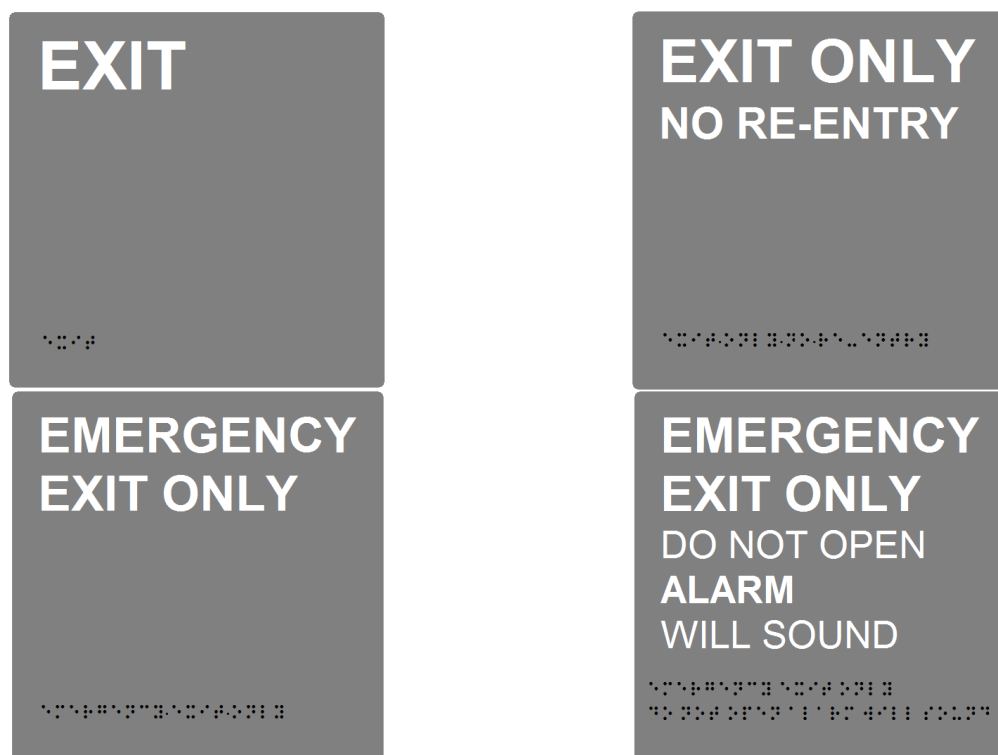 EXIT
⠑⠭⠊⠞
EXIT ONLY
NO RE-ENTRY
⠑⠭⠊⠞⠄⠕⠝⠇⠽⠄⠝⠕⠄⠗⠑⠤⠑⠝⠞⠗⠽
EMERGENCY
EXIT ONLY
⠑⠍⠑⠗⠛⠑⠝⠉⠽⠄⠑⠭⠊⠞⠄⠕⠝⠇⠽
EMERGENCY
EXIT ONLY
DO NOT OPEN
ALARM
WILL SOUND
⠑⠍⠑⠗⠛⠑⠝⠉⠽ ⠑⠭⠊⠞ ⠕⠝⠇⠽
⠙⠕ ⠝⠕⠞ ⠕⠏⠑⠝ ⠁⠇⠁⠗⠍ ⠺⠊⠇⠇ ⠎⠕⠥⠝⠙